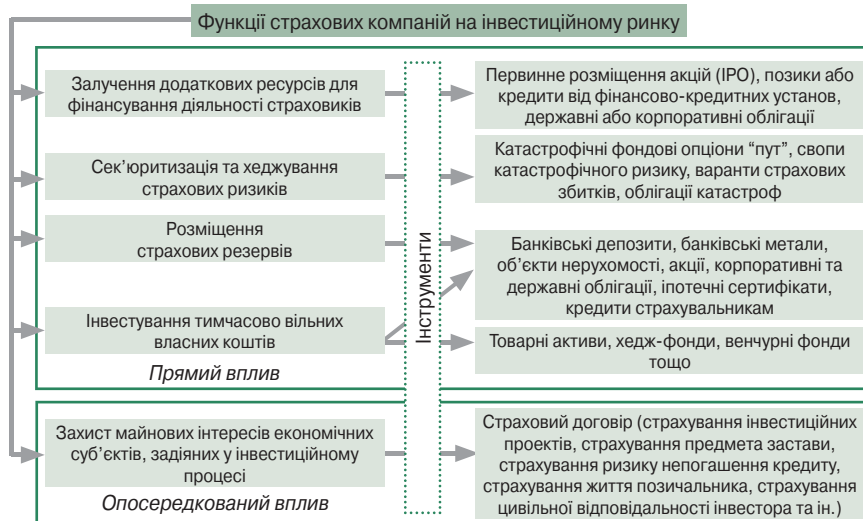 Функції страхових компаній на інвестиційному ринку
Залучення додаткових ресурсів для
фінансування діяльності страховиків
Первинне розміщення акцій (IPO), позики або
кредити від фінансово-кредитних установ,
державні або корпоративні облігації
Сек’юритизація та хеджування
страхових ризиків
Катастрофічні фондові опціони “пут”, свопи
катастрофічного ризику, варанти страхових
збитків, облігації катастроф
Розміщення
страхових резервів
Банківські депозити, банківські метали,
об’єкти нерухомості, акції, корпоративні та
державні облігації, іпотечні сертифікати,
кредити страхувальникам
Інвестування тимчасово вільних
власних коштів
Товарні активи, хедж-фонди, венчурні фонди
тощо
Прямий вплив
Інструменти
Захист майнових інтересів економічних
суб’єктів, задіяних у інвестиційному
процесі
Страховий договір (страхування інвестиційних
проектів, страхування предмета застави,
страхування ризику непогашення кредиту,
страхування життя позичальника, страхування
цивільної відповідальності інвестора та ін.)
Опосередкований вплив